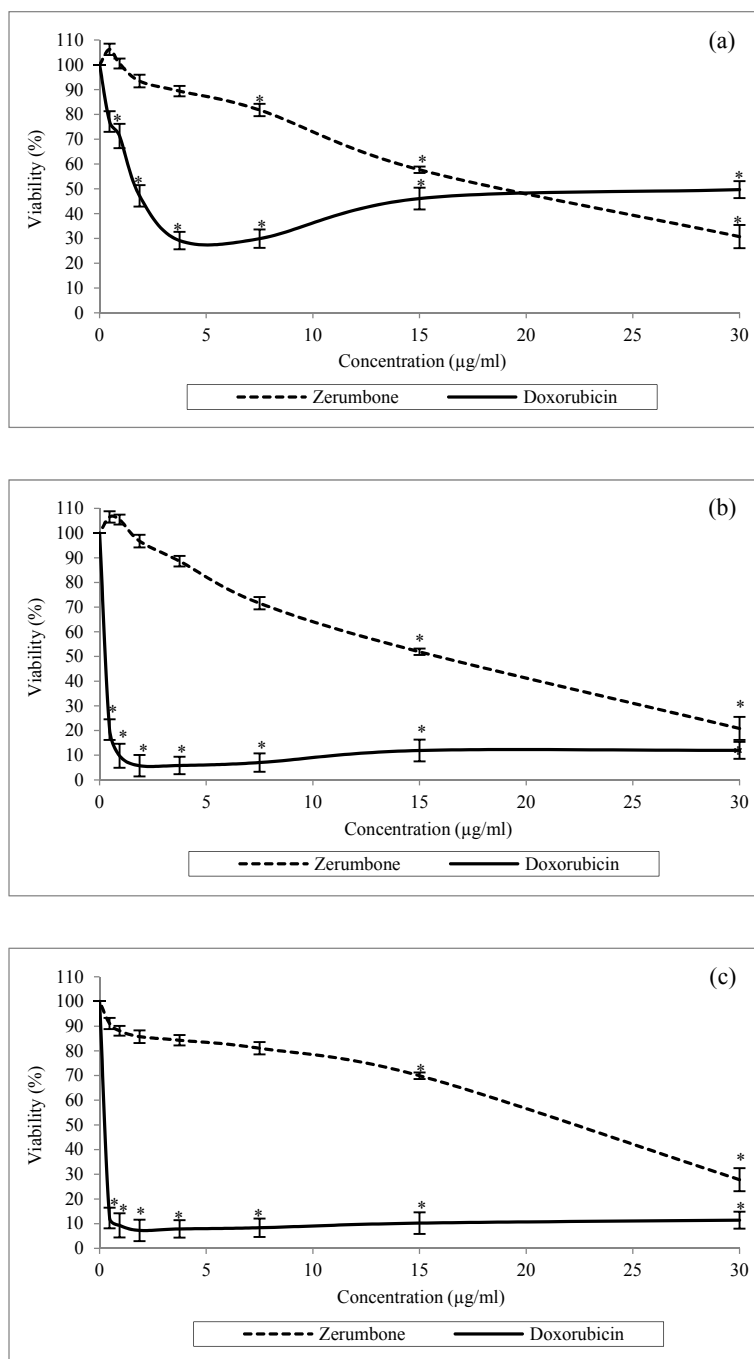 (a)
Viability (%)
110
100
90
80
70
60
50
40
30
20
10
0
* * * * * * * * * * *
0 5 10 15 20 25 30
Concentration (µg/ml)
Zerumbone Doxorubicin
(b)
Viability (%)
110
100
90
80
70
60
50
40
30
20
10
0
* * * * * * * * *
0 5 10 15 20 25 30
Concentration (µg/ml)
Zerumbone Doxorubicin
(c)
Viability (%)
110
100
90
80
70
60
50
40
30
20
10
0
* * * * * * * * *
0 5 10 15 20 25 30
Concentration (µg/ml)
Zerumbone Doxorubicin